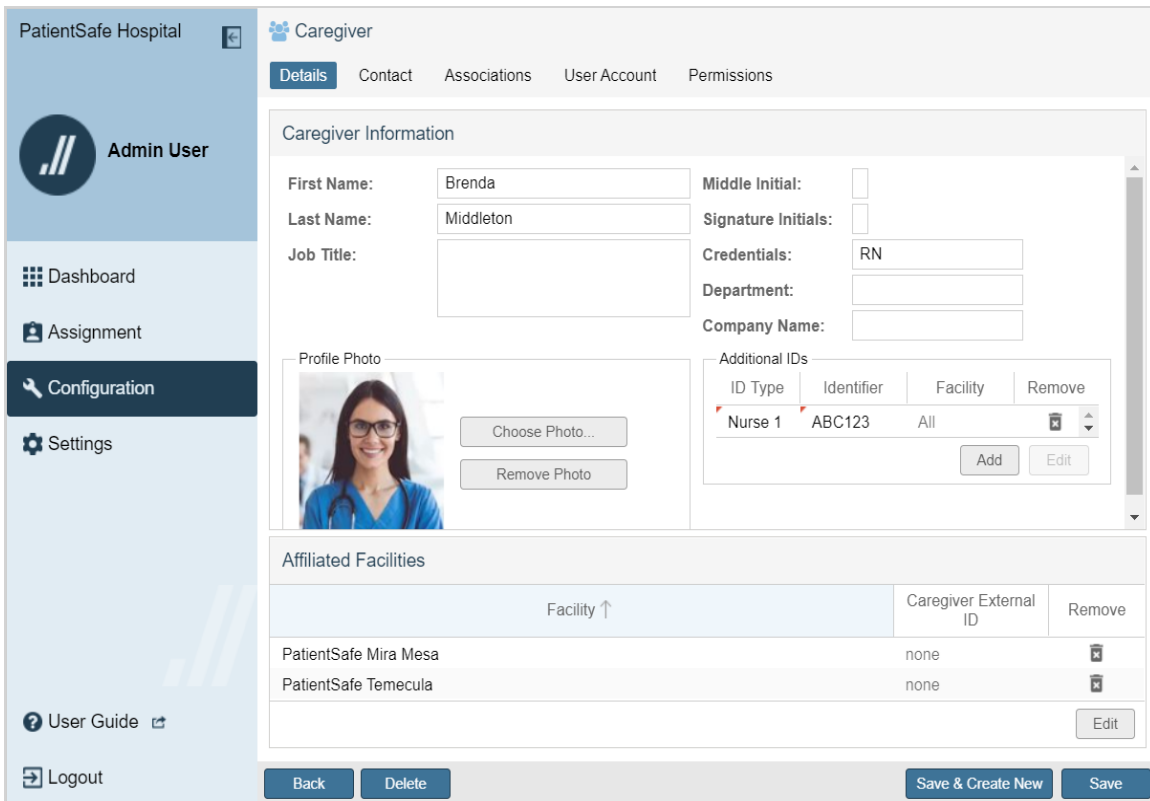 PatientSafe Hospital
Admin User
Dashboard
Assignment
Configuration
Settings
User Guide
Logout
Caregiver
Details Contact Associations User Account Permissions
Caregiver Information
First Name: Brenda Middle Initial:
Last Name: Middleton Signature Initials:
Job Title: Credentials: RN
Department:
Company Name:
Profile Photo
Choose Photo...
Remove Photo
Additional IDs
ID Type Identifier Facility Remove
Nurse 1 ABC123 All
Add Edit
Affiliated Facilities
Facility ↑ Caregiver External ID Remove
PatientSafe Mira Mesa none
PatientSafe Temecula none
Edit
Back Delete Save & Create New Save